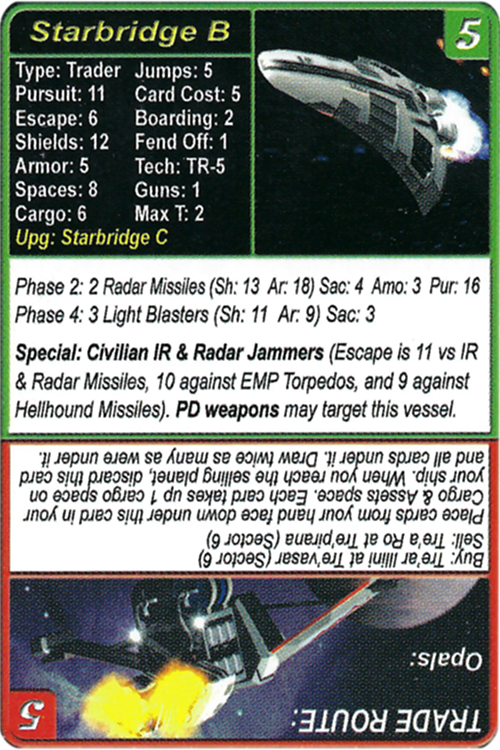 Starbridge B
5
Type: Trader Jumps: 5
Pursuit: 11 Card Cost: 5
Escape: 6 Boarding: 2
Shields: 12 Fend Off: 1
Armor: 5 Tech: TR-5
Spaces: 8 Guns: 1
Cargo: 6 Max T: 2
Upg: Starbridge C
Phase 2: 2 Radar Missiles (Sh: 13 Ar: 18) Sac: 4 Amo: 3 Pur: 16
Phase 4: 3 Light Blasters (Sh: 11 Ar: 9) Sac: 3
Special: Civilian IR & Radar Jammers (Escape is 11 vs IR
& Radar Missiles, 10 against EMP Torpedos, and 9 against
Hellhound Missiles). PD weapons may target this vessel.
5
TRADE ROUTE:
Opals:
Buy: Tre'ar Illini at Tre'vasar (Sector 6)
Sell: Tre'a Ro at Tre'pirana (Sector 6)
Place cards from your hand face down under this card in your
Cargo & Assets space. Each card takes up 1 cargo space on
your ship. When you reach the selling planet, discard this card
and all cards under it. Draw twice as many as were under it.